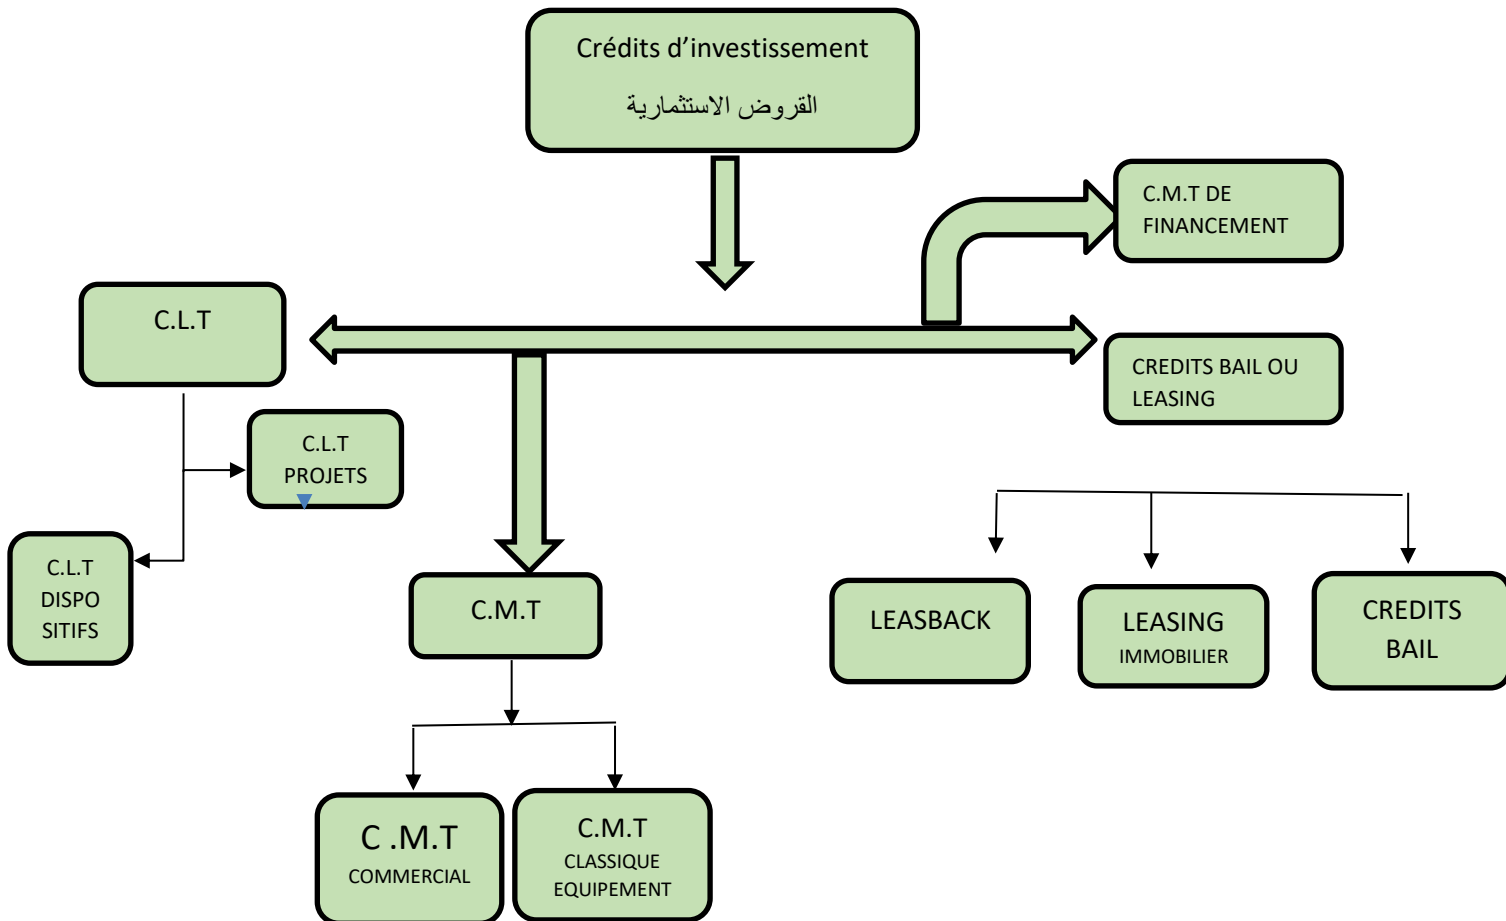 Crédits d’investissement
القروض الاستثمارية
C.M.T DE
FINANCEMENT
C.L.T
CREDITS BAIL OU
LEASING
C.L.T
PROJETS
C.L.T
DISPO
SITIFS
C.M.T
LEASBACK
LEASING
IMMOBILIER
CREDITS
BAIL
C .M.T
COMMERCIAL
C.M.T
CLASSIQUE
EQUIPEMENT